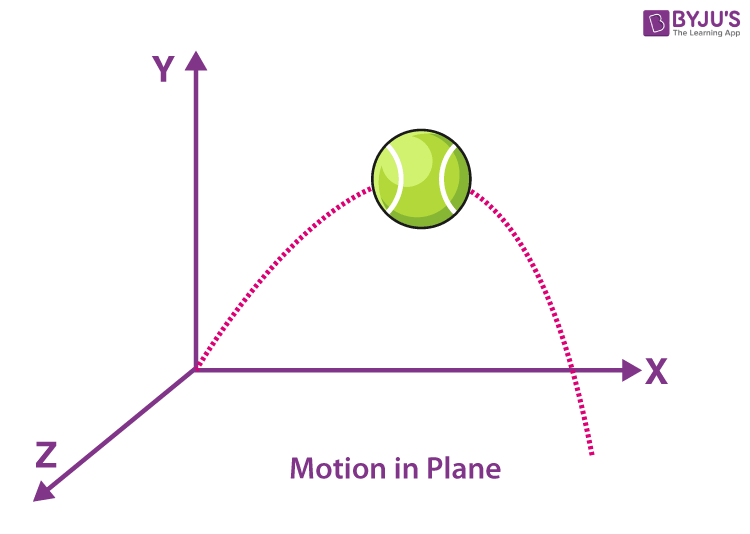 BYJU'S
The Learning App
Y
X
Z
Motion in Plane